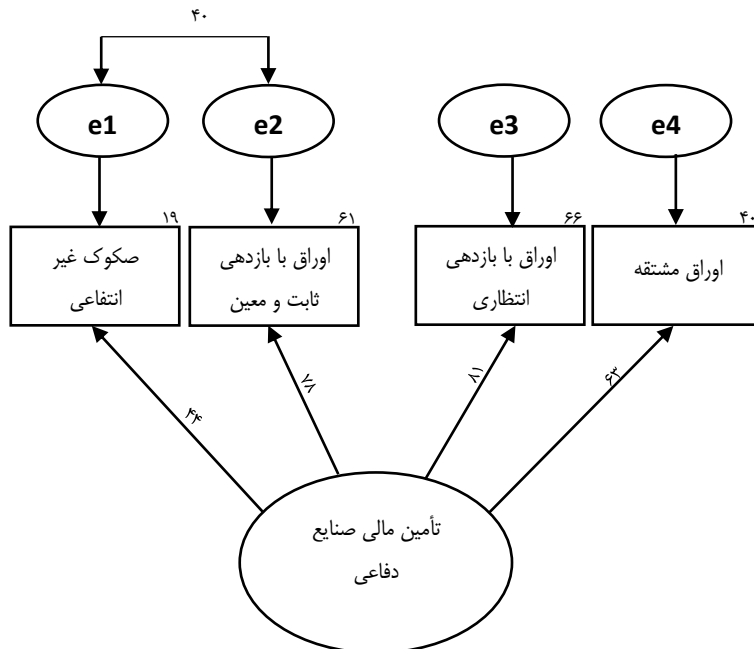 ۴۰
e1
e2
e3
e4
۱۹
۶۱
۶۶
۴۰
صکوک غیر
انتفاعی
اوراق با بازدهی
ثابت و معین
اوراق با بازدهی
انتظاری
اوراق مشتقه
۴۴
۷۸
۸۱
۶۳
تأمین مالی صنایع
دفاعی